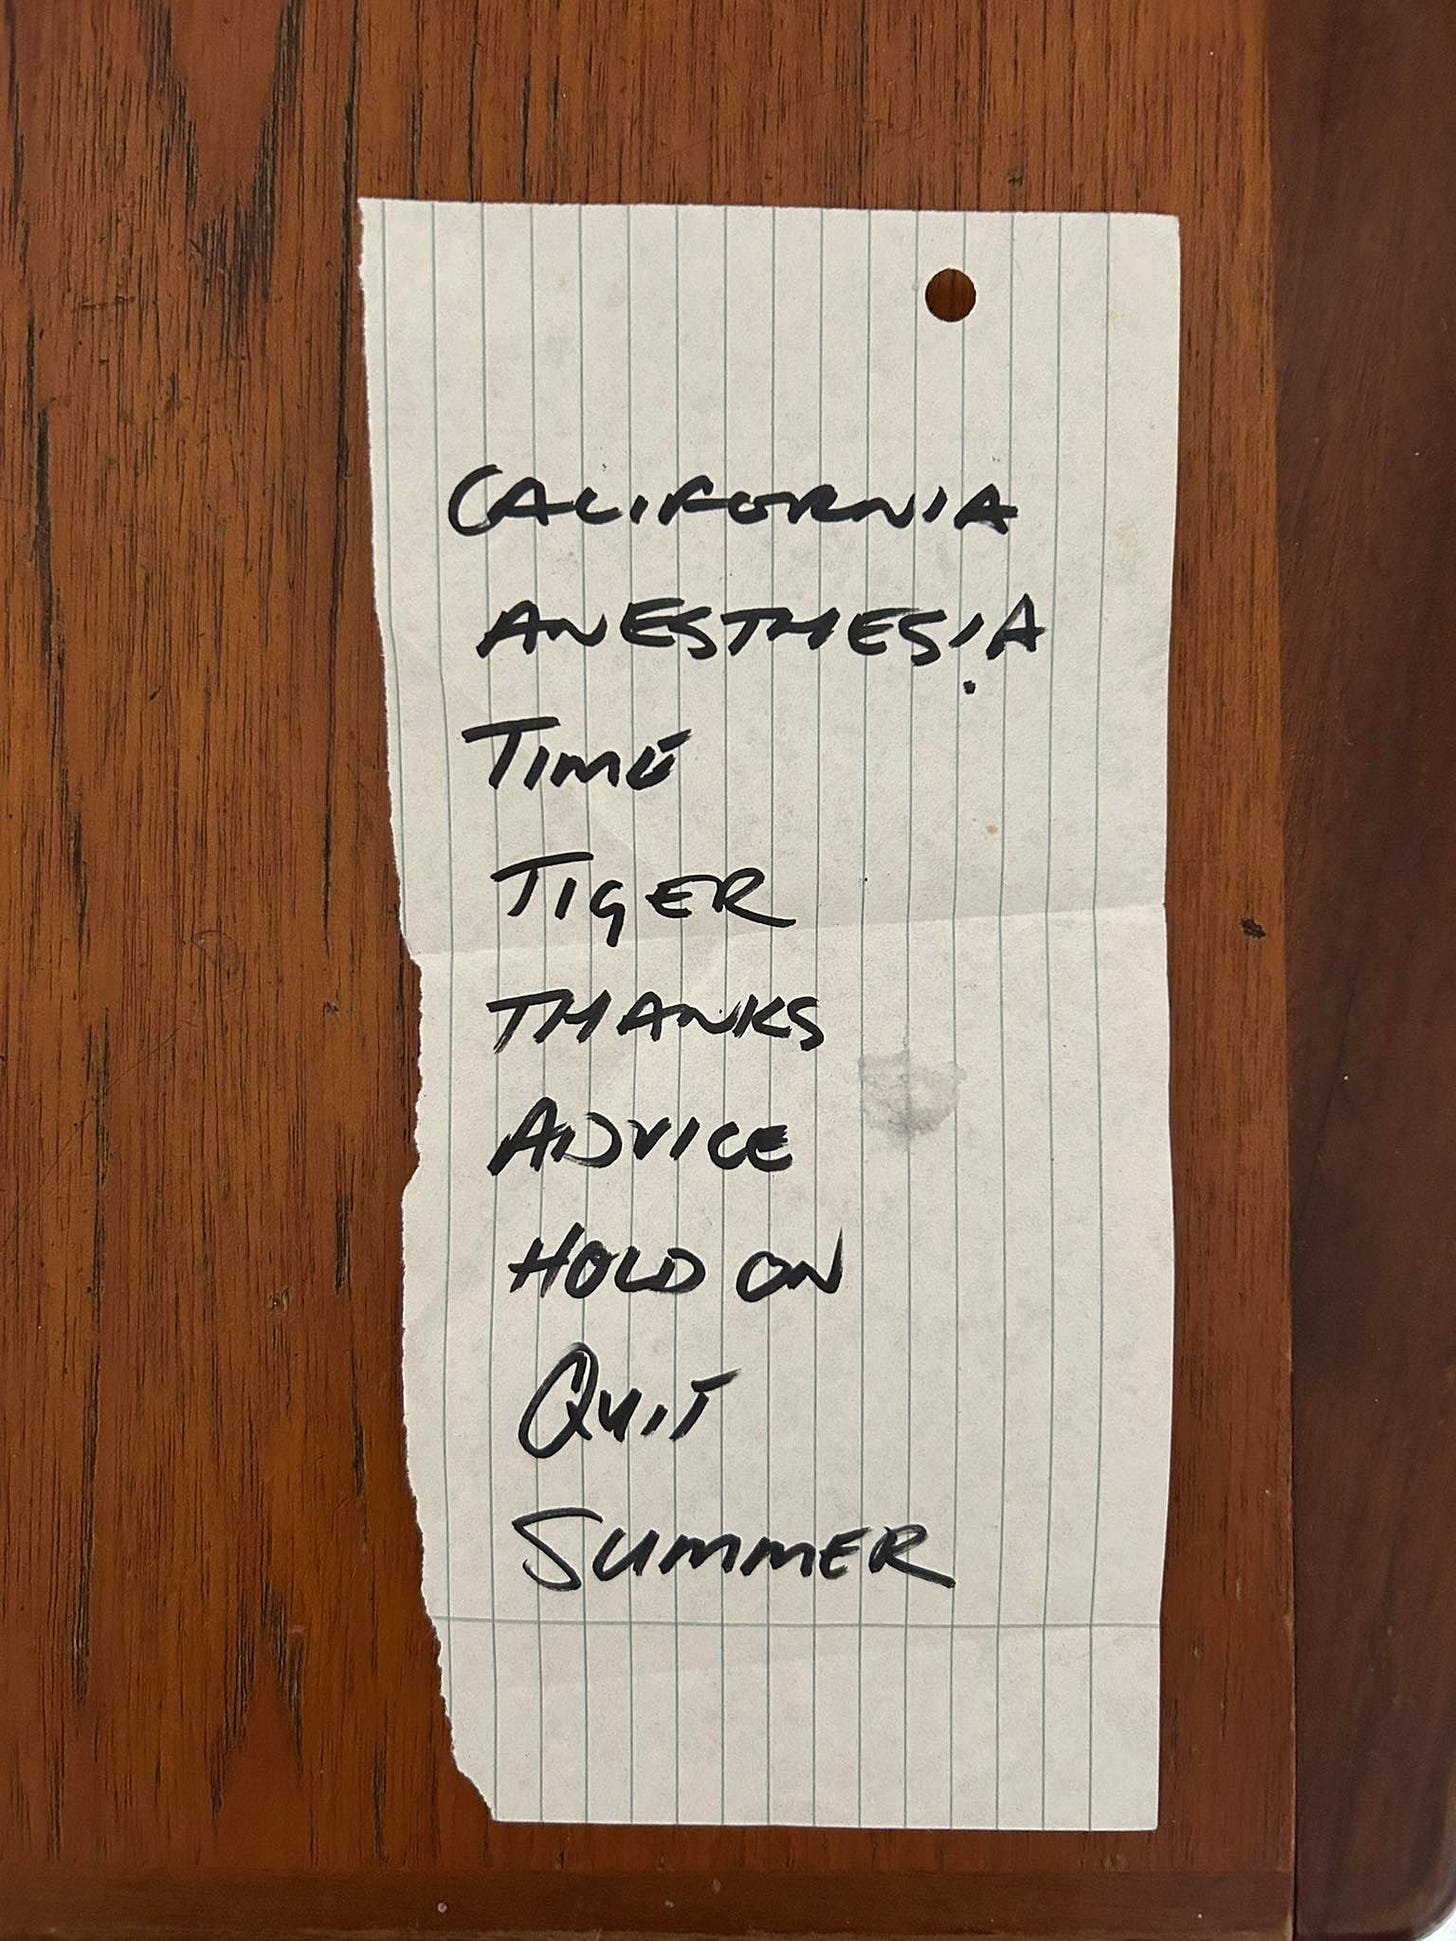 CALIFORNIA
ANESTHESIA
TIME
TIGER
THANKS
ADVICE
HOLD ON
QUIT
SUMMER